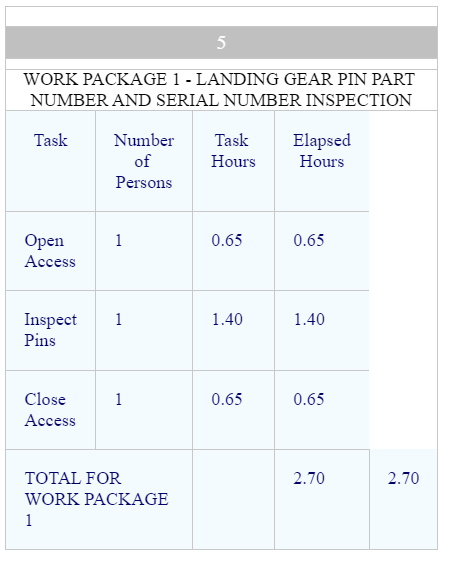 5
WORK PACKAGE 1 - LANDING GEAR PIN PART
NUMBER AND SERIAL NUMBER INSPECTION
Task Number of Persons Task Hours Elapsed Hours
Open Access 1 0.65 0.65
Inspect Pins 1 1.40 1.40
Close Access 1 0.65 0.65
TOTAL FOR WORK PACKAGE 1 2.70 2.70